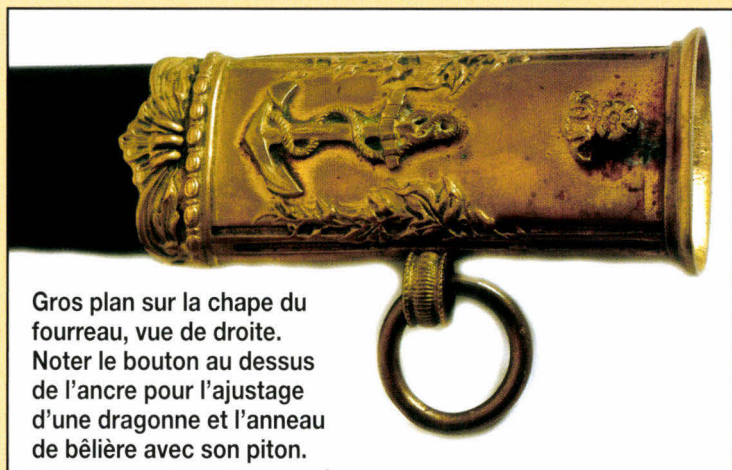 Gros plan sur la chape du
fourreau, vue de droite.
Noter le bouton au dessus
de l'ancre pour l'ajustage
d'une dragonne et l'anneau
de bêlière avec son piton.